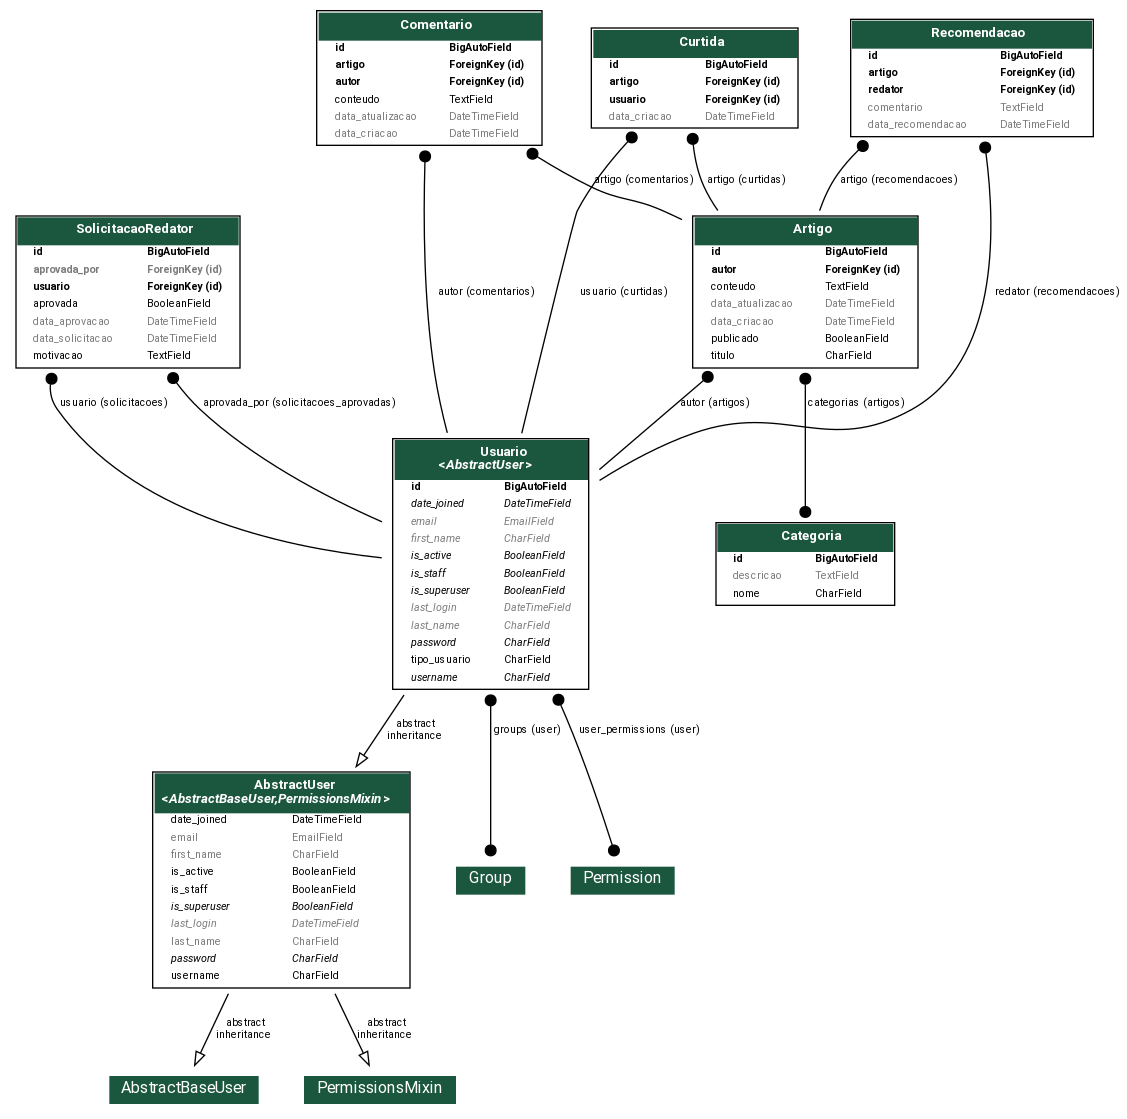 Comentario
id BigAutoField
artigo ForeignKey (id)
autor ForeignKey (id)
conteudo TextField
data_atualizacao DateTimeField
data_criacao DateTimeField
Curtida
id BigAutoField
artigo ForeignKey (id)
usuario ForeignKey (id)
data_criacao DateTimeField
Recomendacao
id BigAutoField
artigo ForeignKey (id)
redator ForeignKey (id)
comentario TextField
data_recomendacao DateTimeField
artigo (comentarios)
artigo (curtidas)
artigo (recomendacoes)
SolicitacaoRedator
id BigAutoField
aprovada_por ForeignKey (id)
usuario ForeignKey (id)
aprovada BooleanField
data_aprovacao DateTimeField
data_solicitacao DateTimeField
motivacao TextField
Artigo
id BigAutoField
autor ForeignKey (id)
conteudo TextField
data_atualizacao DateTimeField
data_criacao DateTimeField
publicado BooleanField
titulo CharField
autor (comentarios)
usuario (curtidas)
redator (recomendacoes)
usuario (solicitacoes)
aprovada_por (solicitacoes_aprovadas)
autor (artigos)
categorias (artigos)
Usuario
<AbstractUser>
id BigAutoField
date_joined DateTimeField
email EmailField
first_name CharField
is_active BooleanField
is_staff BooleanField
is_superuser BooleanField
last_login DateTimeField
last_name CharField
password CharField
tipo_usuario CharField
username CharField
Categoria
id BigAutoField
descricao TextField
nome CharField
abstract
inheritance
groups (user)
user_permissions (user)
AbstractUser
<AbstractBaseUser,PermissionsMixin>
date_joined DateTimeField
email EmailField
first_name CharField
is_active BooleanField
is_staff BooleanField
is_superuser BooleanField
last_login DateTimeField
last_name CharField
password CharField
username CharField
Group
Permission
abstract
inheritance
abstract
inheritance
AbstractBaseUser
PermissionsMixin